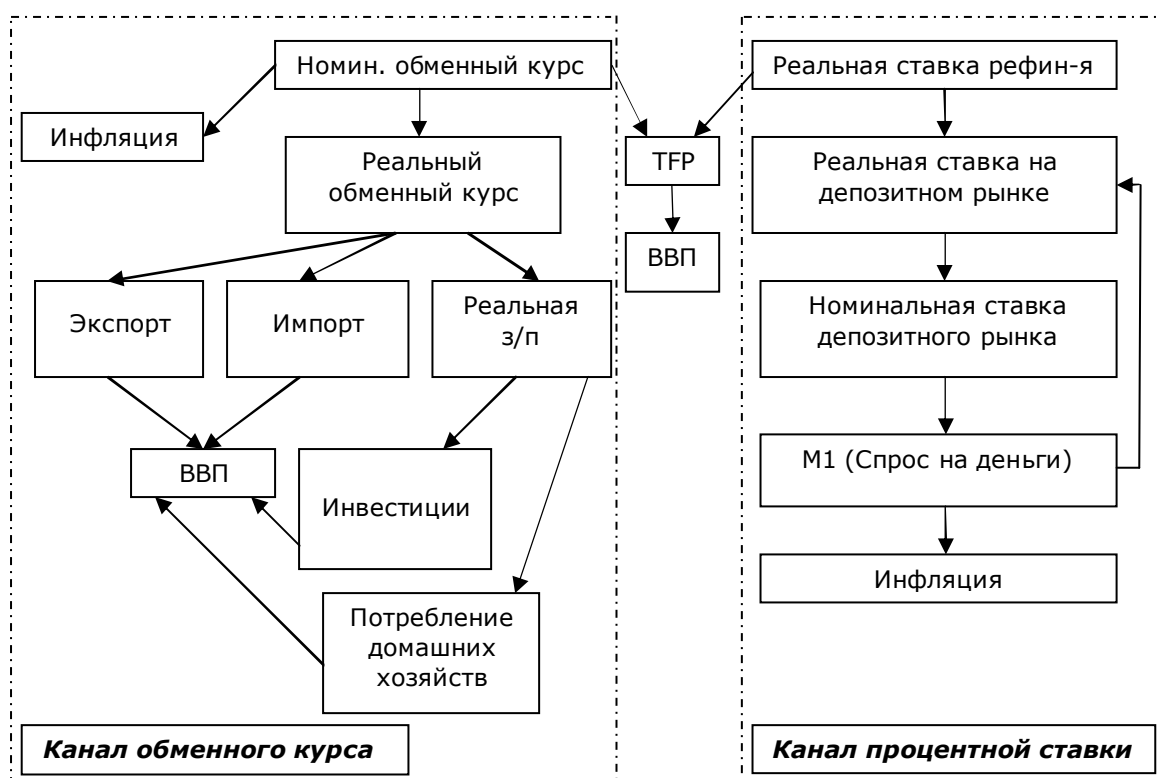 Номин. обменный курс
Реальная ставка рефин-я
Инфляция
Реальный
обменный курс
TFP
Реальная ставка на
депозитном рынке
ВВП
Экспорт
Импорт
Реальная
з/п
Номинальная ставка
депозитного рынка
ВВП
Инвестиции
М1 (Спрос на деньги)
Инфляция
Потребление
домашних
хозяйств
Канал обменного курса
Канал процентной ставки